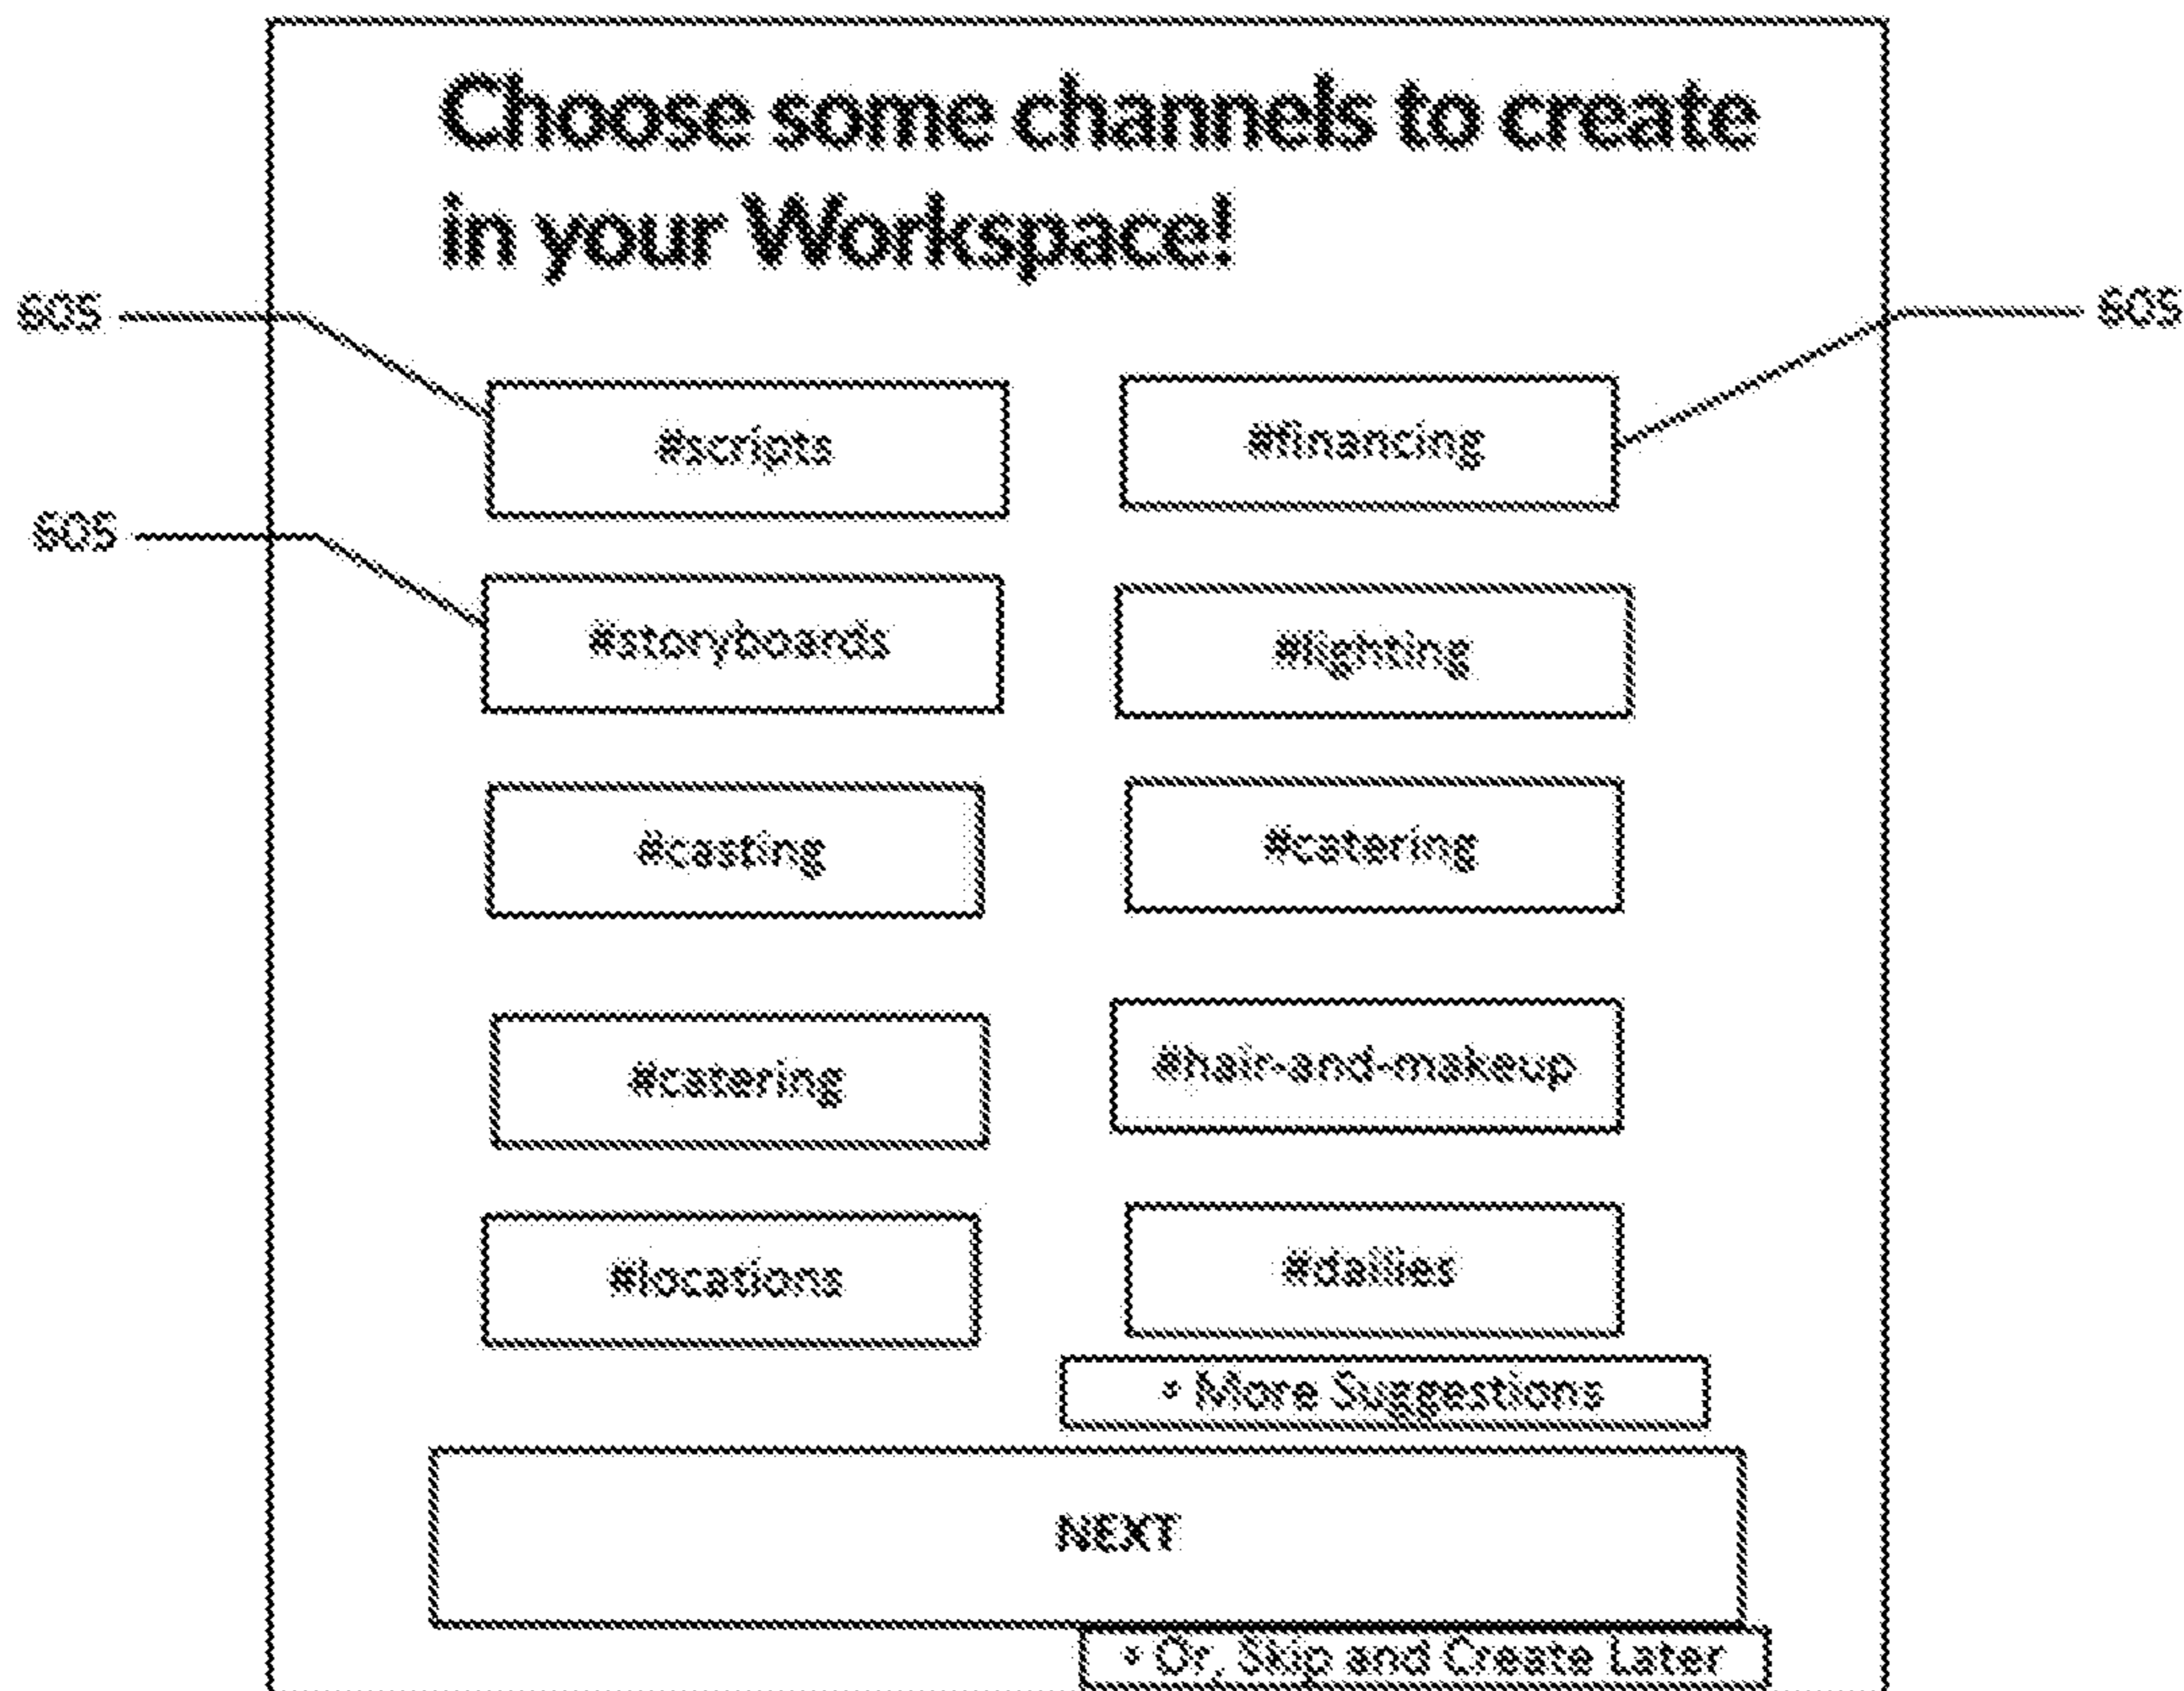 Choose some channels to create
in your Workspace!
605
605
#scripts
#financing
605
#storyboards
#lighting
#casting
#catering
#catering
#hair-and-makeup
#locations
#dailies
• More Suggestions
NEXT
• Or, Skip and Create Later